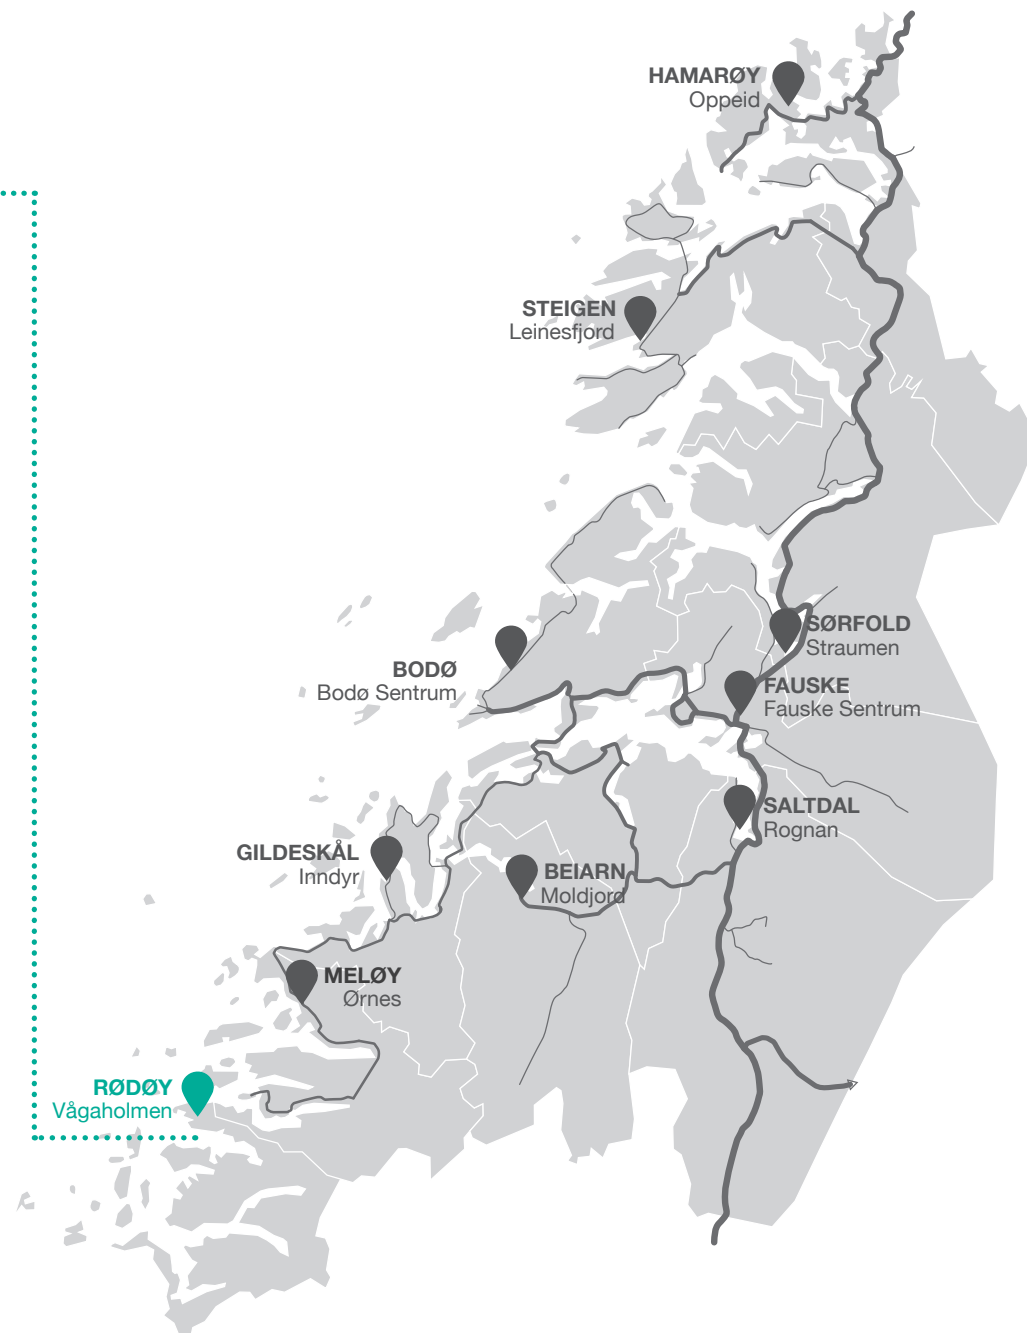 HAMARØY
Oppeid
STEIGEN
Leinesfjord
SØRFOLD
Straumen
BODØ
Bodø Sentrum
FAUSKE
Fauske Sentrum
SALTDAL
Rognan
GILDESKÅL
Inndyr
BEIARN
Moldjord
MELØY
Ørnes
RØDØY
Vågaholmen